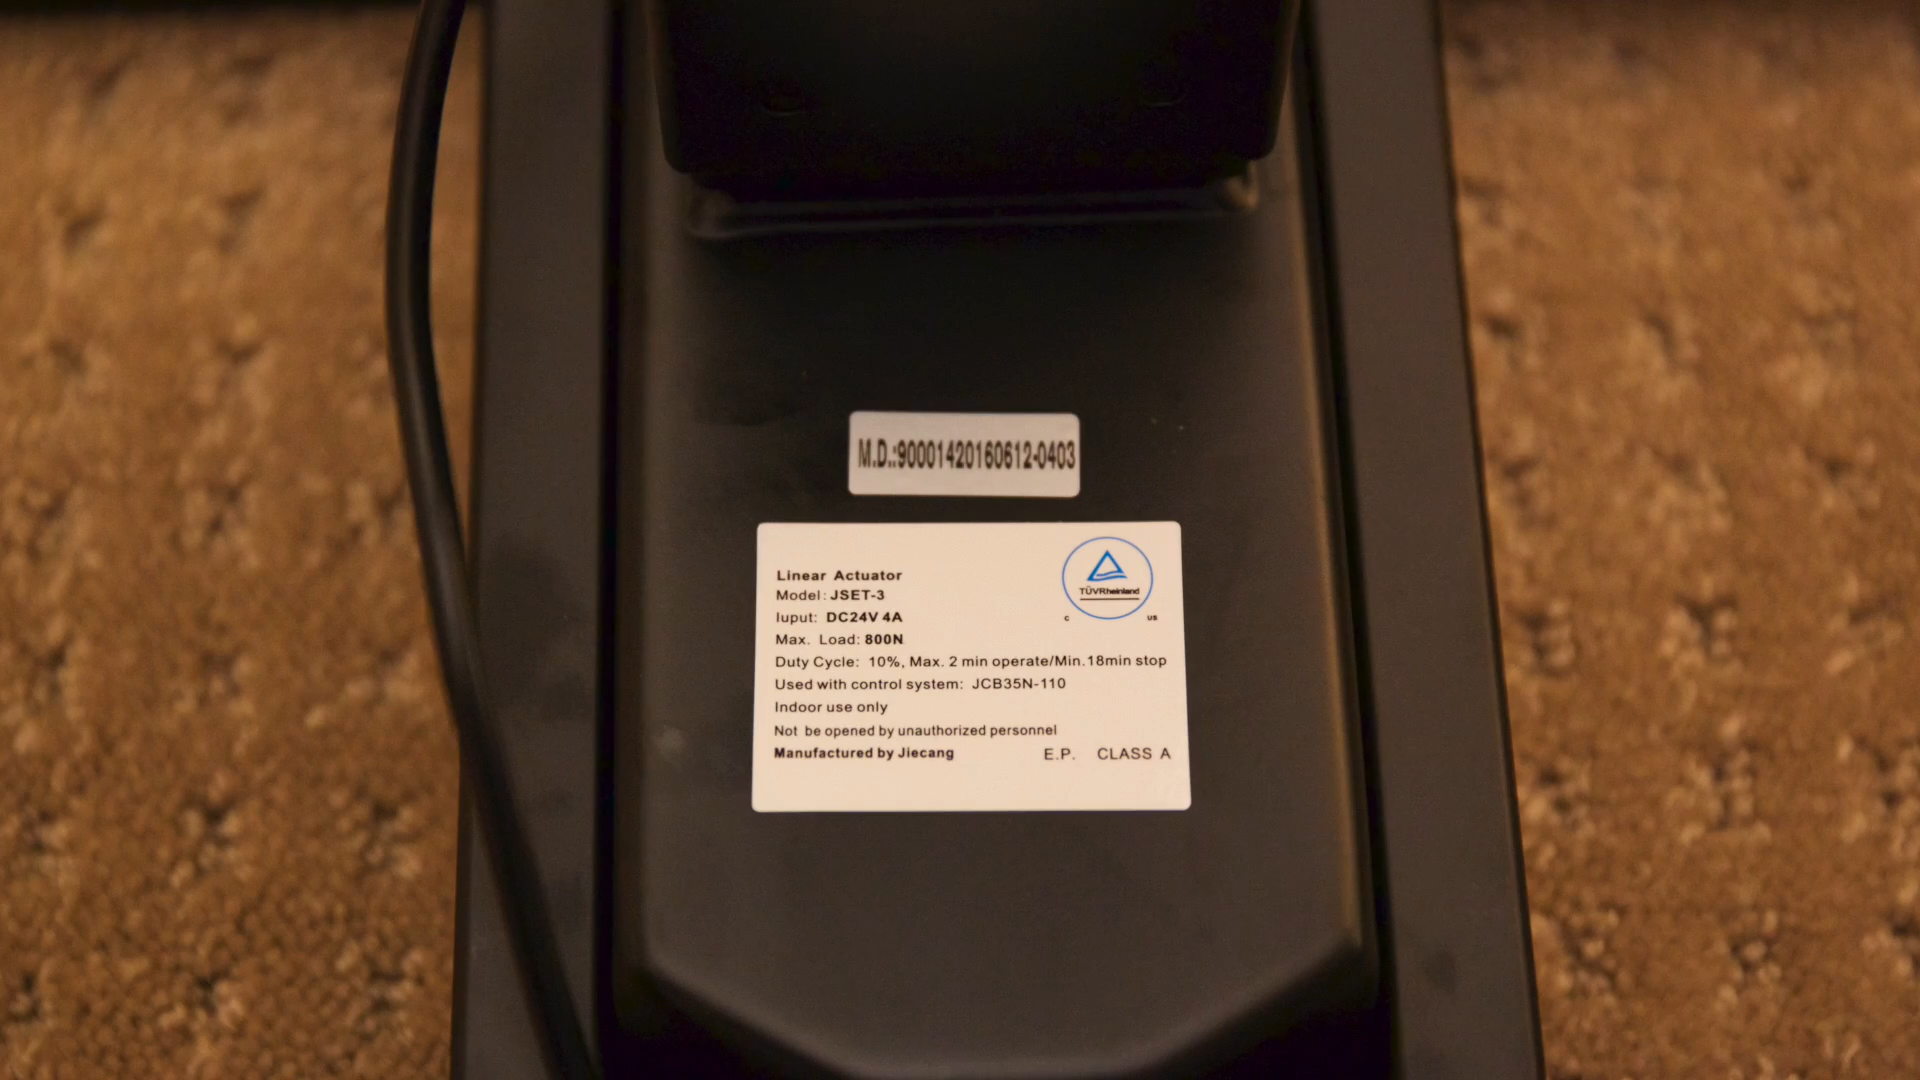 M.D.:90001420160612-0403
TÜVRheinland
C US
Linear Actuator
Model: JSET-3
Iuput: DC24V 4A
Max. Load: 800N
Duty Cycle: 10%, Max. 2 min operate/Min.18min stop
Used with control system: JCB35N-110
Indoor use only
Not be opened by unauthorized personnel
Manufactured by Jiecang E.P. CLASS A